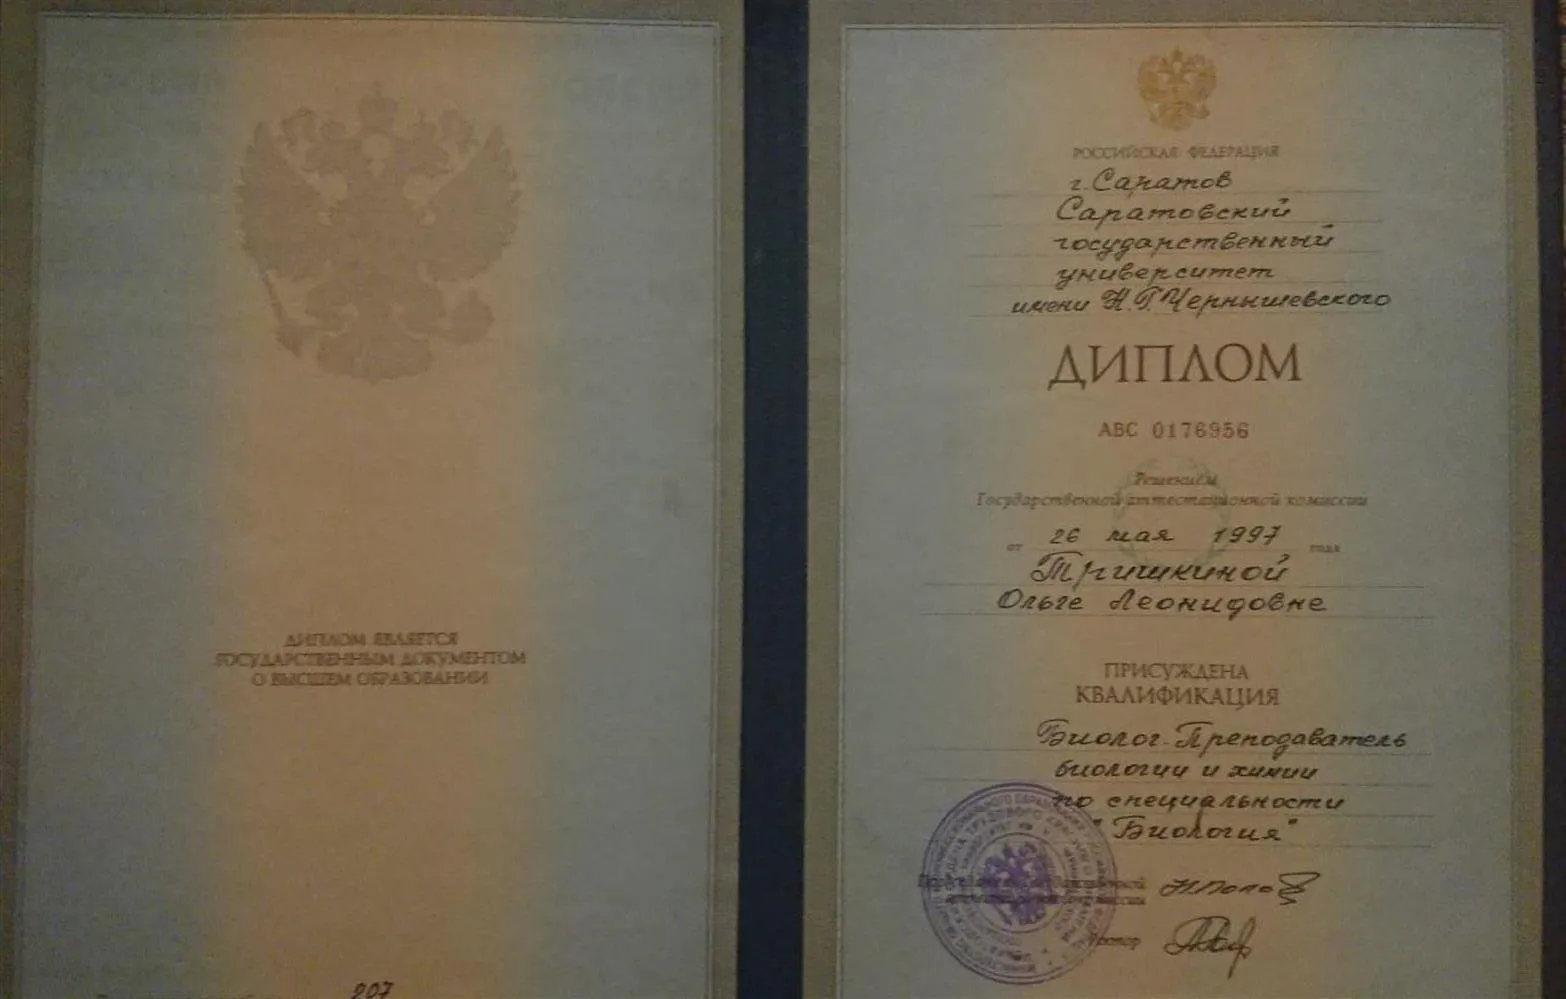 ДИПЛОМ ЯВЛЯЕТСЯ
ГОСУДАРСТВЕННЫМ ДОКУМЕНТОМ
О ВЫСШЕМ ОБРАЗОВАНИИ
207
РОССИЙСКАЯ ФЕДЕРАЦИЯ
г. Саратов
Саратовский
государственный
университет
имени Н.Г. Чернышевского
ДИПЛОМ
АВС 0176956
Решением
Государственной аттестационной комиссии
от 26 мая 1997 года
Тришкиной
Ольге Леонидовне
ПРИСУЖДЕНА
КВАЛИФИКАЦИЯ
Биолог. Преподаватель
биологии и химии
по специальности
"Биология"
Ректор